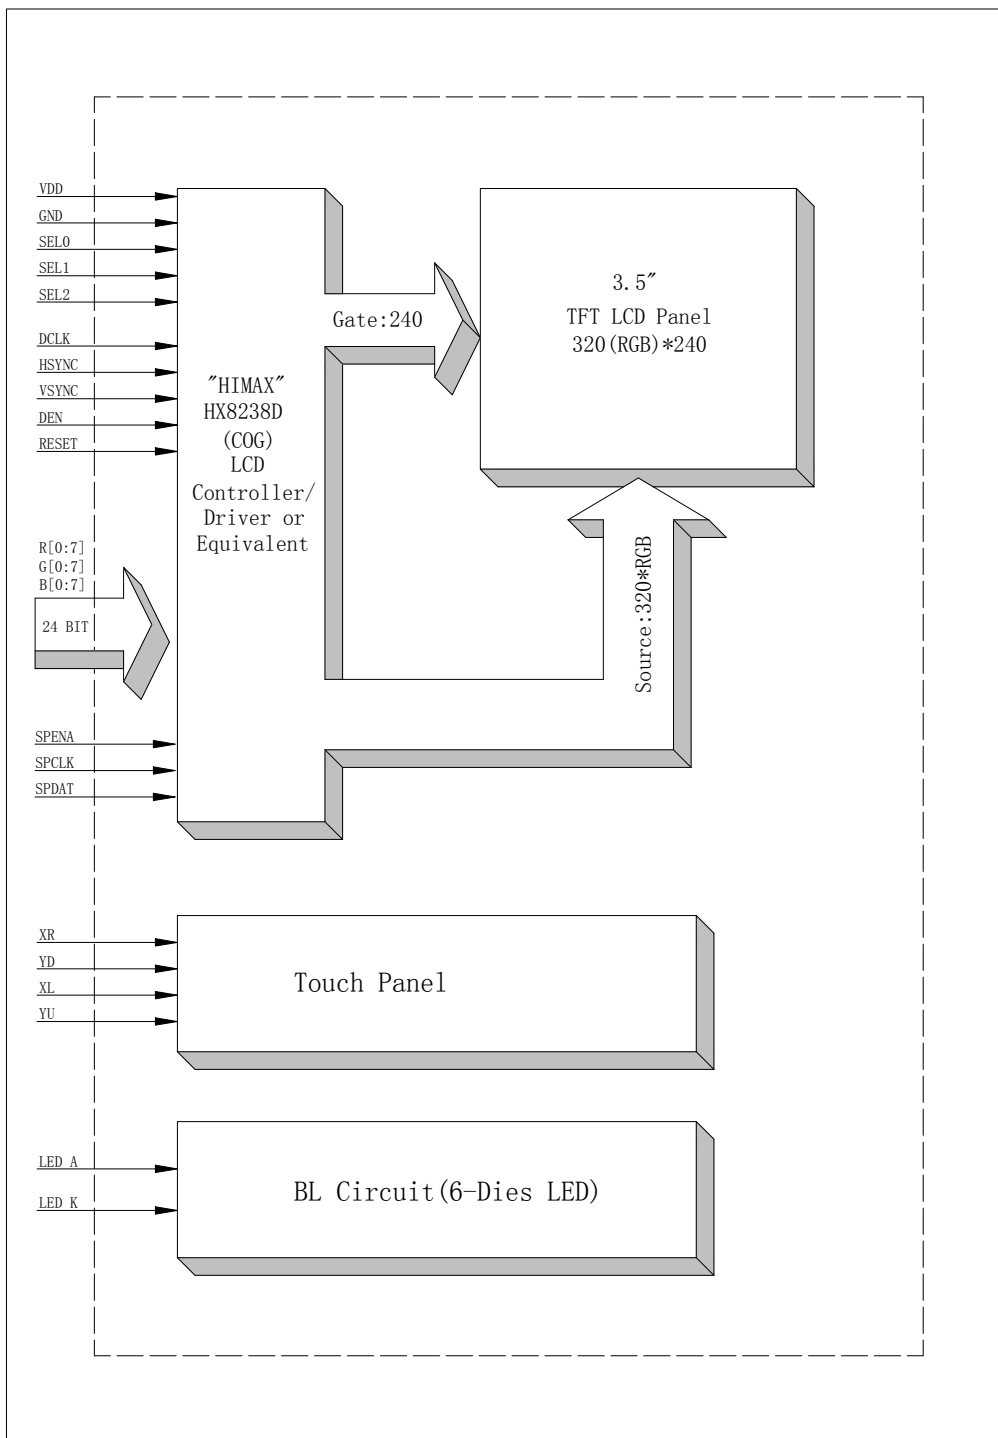 VDD
GND
SEL0
SEL1
SEL2
DCLK
HSYNC
VSYNC
DEN
RESET
R[0:7]
G[0:7]
B[0:7]
24 BIT
SPENA
SPCLK
SPDAT
"HIMAX"
HX8238D
(COG)
LCD
Controller/
Driver or
Equivalent
Gate:240
3.5"
TFT LCD Panel
320(RGB)*240
Source:320*RGB
XR
YD
XL
YU
Touch Panel
LED A
LED K
BL Circuit(6-Dies LED)